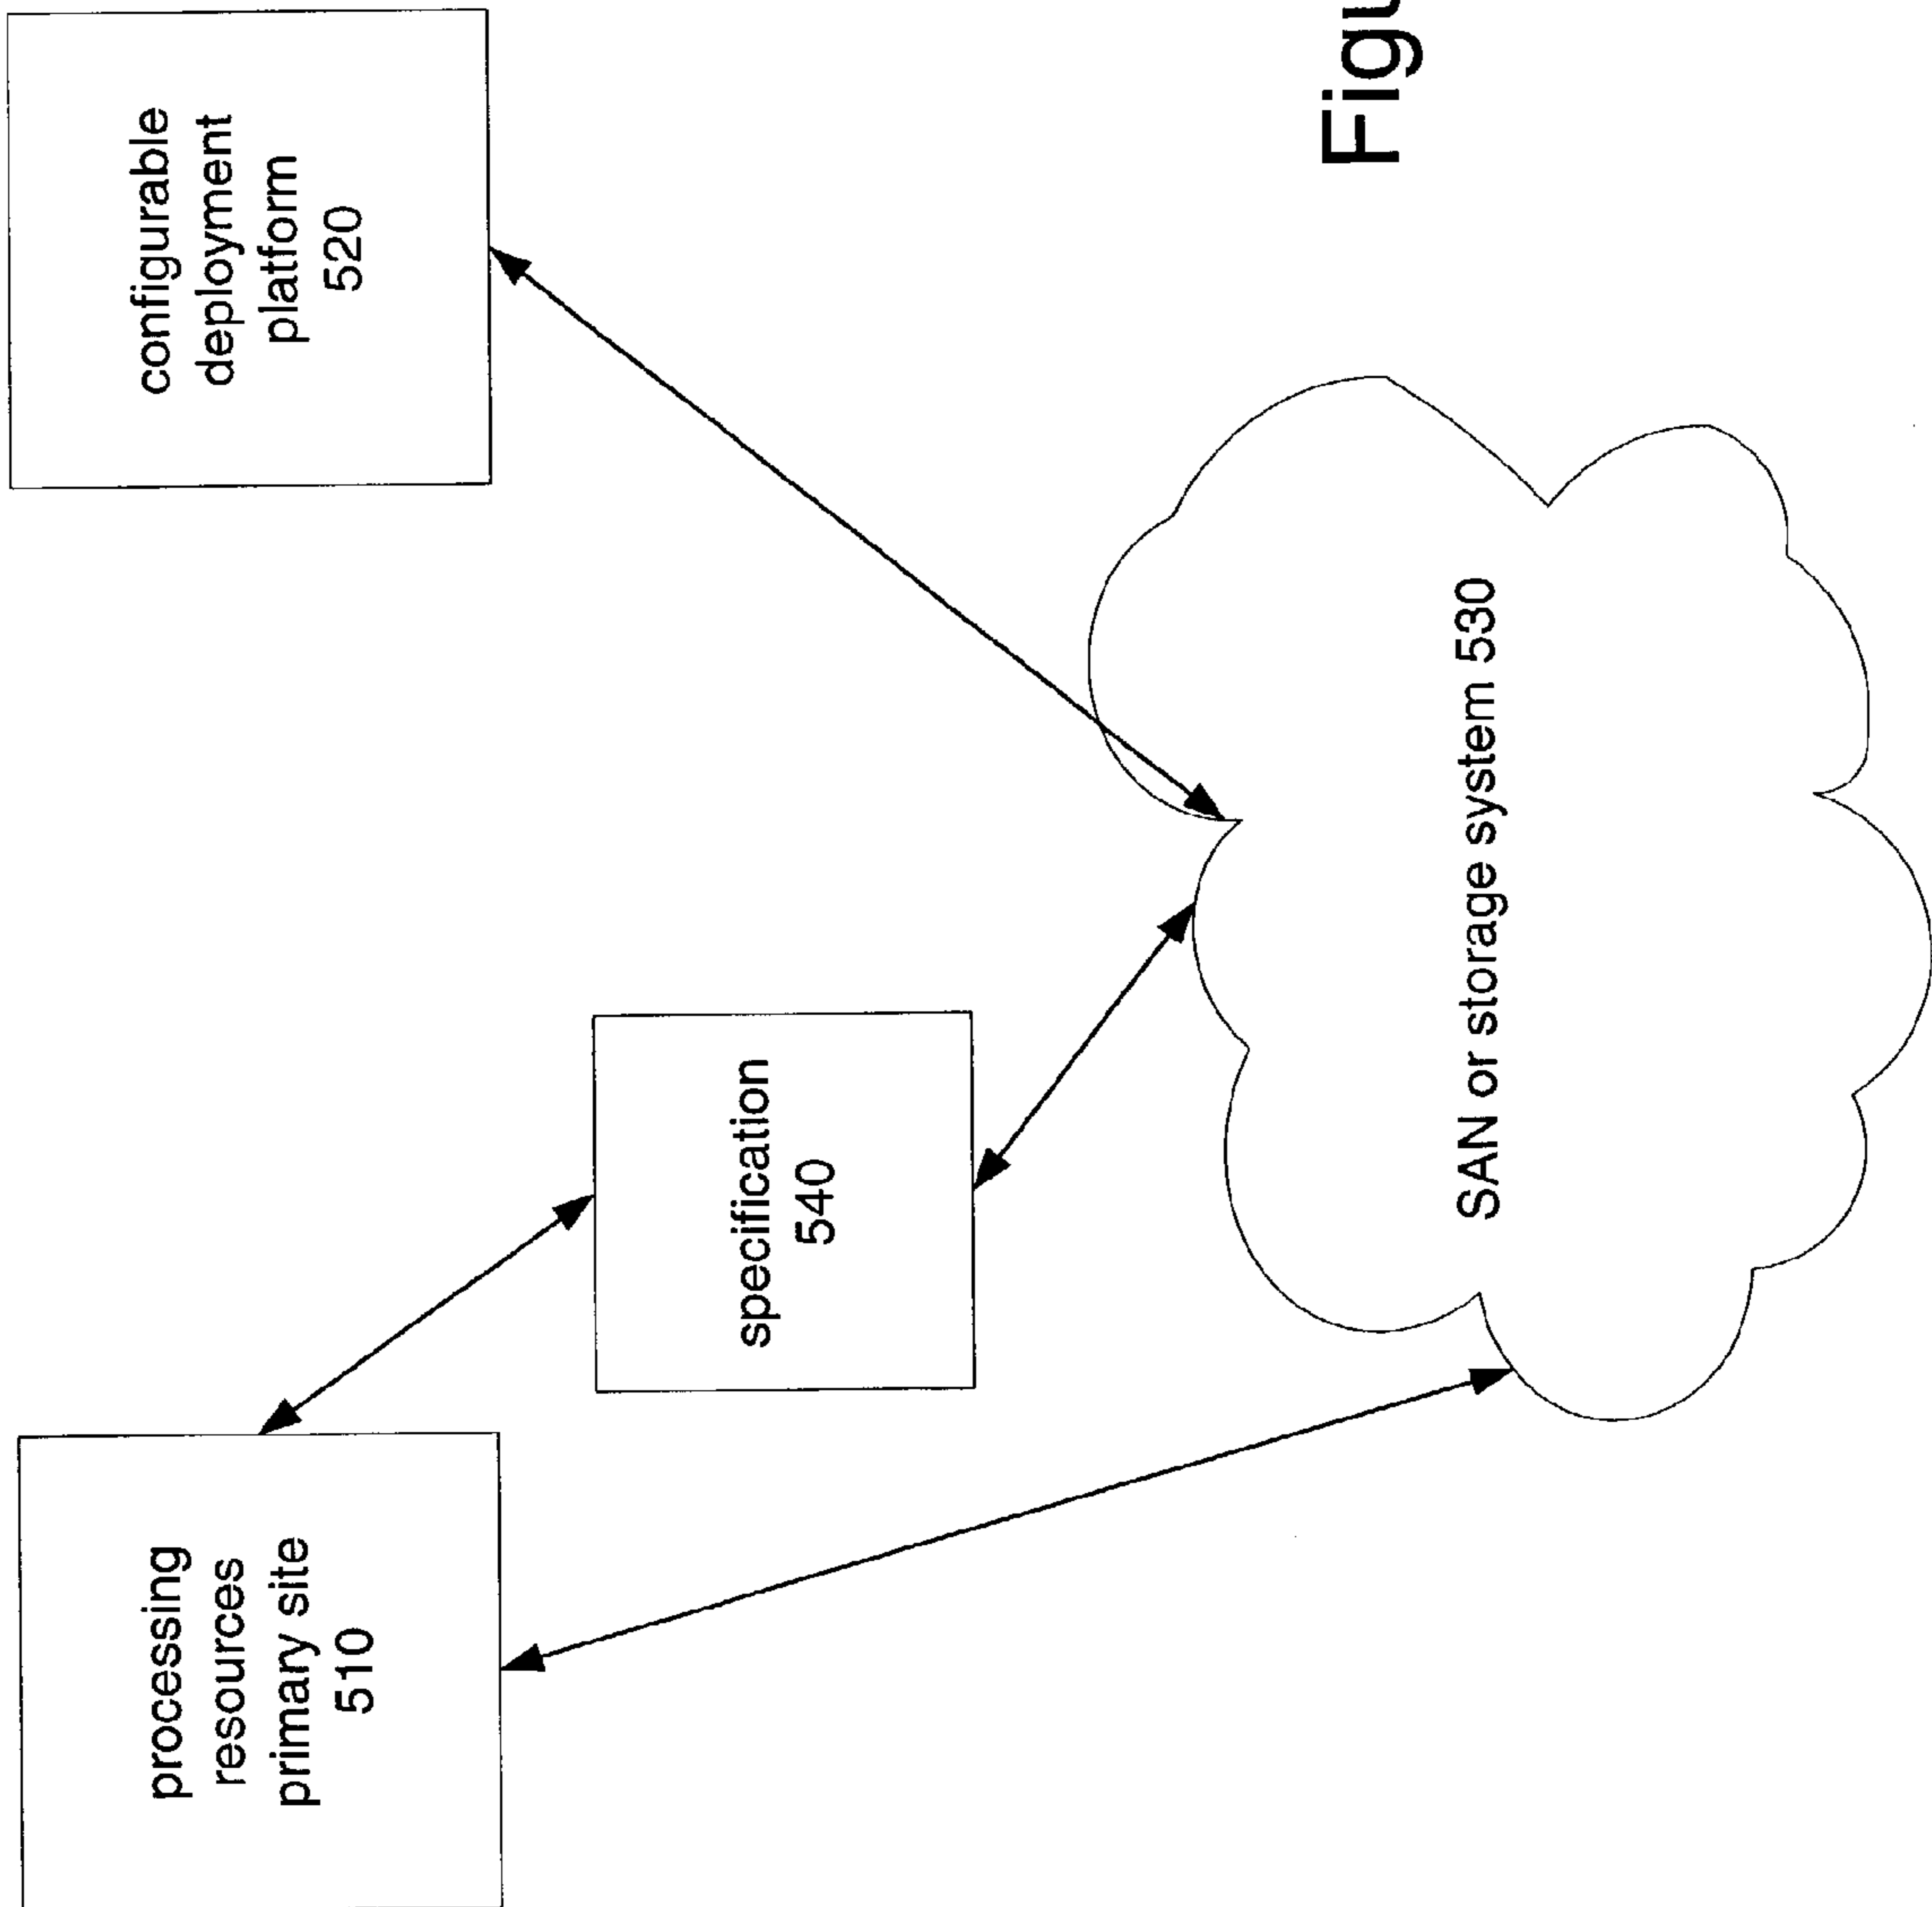 processing
resources
primary site
510
configurable
deployment
platform
520
specification
540
SAN or storage system 530